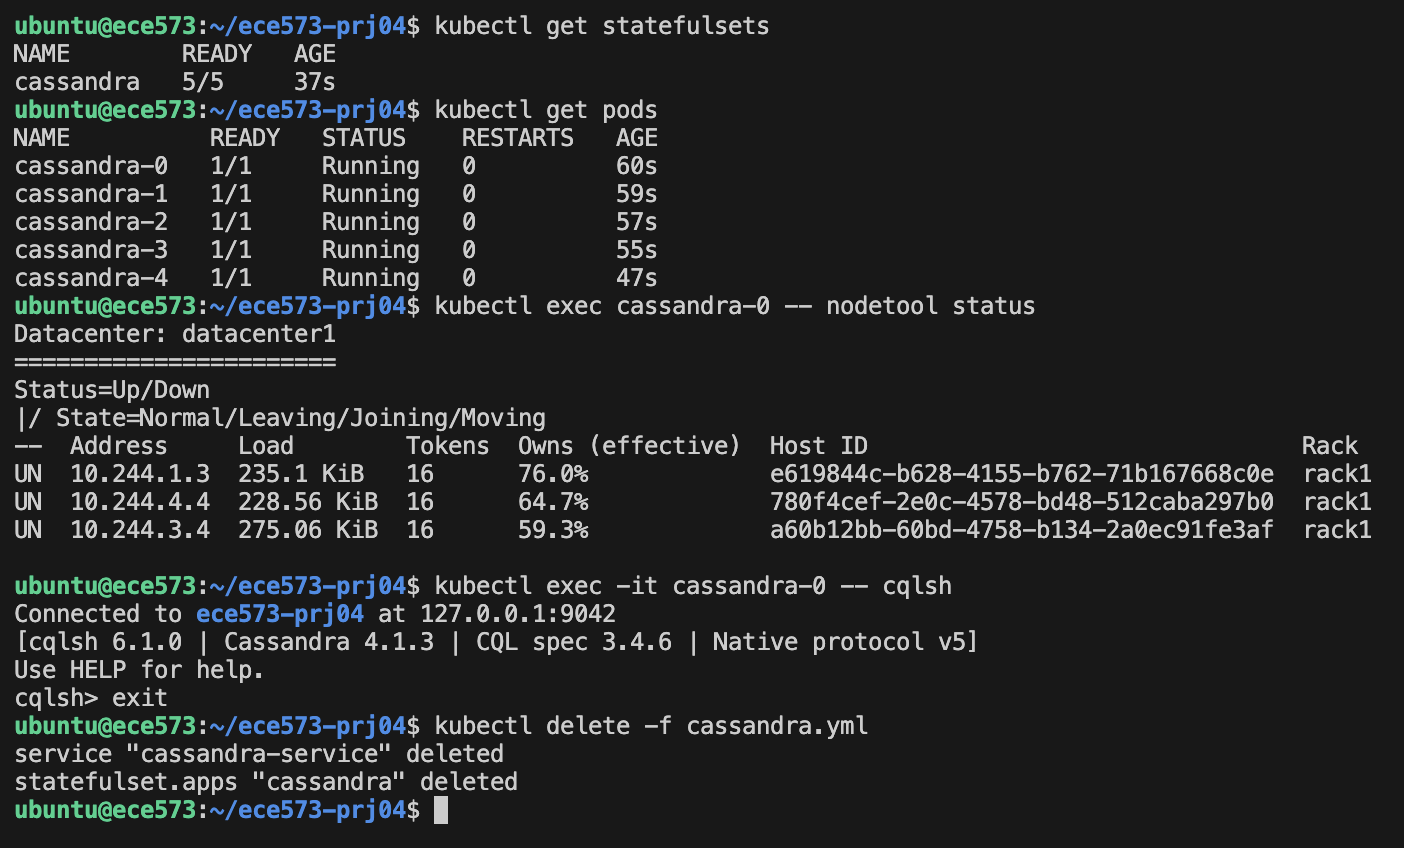 ubuntu@ece573:~/ece573-prj04$ kubectl get statefulsets
NAME        READY   AGE
cassandra   5/5     37s
ubuntu@ece573:~/ece573-prj04$ kubectl get pods
NAME          READY   STATUS    RESTARTS   AGE
cassandra-0   1/1     Running   0          60s
cassandra-1   1/1     Running   0          59s
cassandra-2   1/1     Running   0          57s
cassandra-3   1/1     Running   0          55s
cassandra-4   1/1     Running   0          47s
ubuntu@ece573:~/ece573-prj04$ kubectl exec cassandra-0 -- nodetool status
Datacenter: datacenter1
=======================
Status=Up/Down
|/ State=Normal/Leaving/Joining/Moving
--  Address     Load        Tokens  Owns (effective)  Host ID                               Rack
UN  10.244.1.3  235.1 KiB   16      76.0%             e619844c-b628-4155-b762-71b167668c0e  rack1
UN  10.244.4.4  228.56 KiB  16      64.7%             780f4cef-2e0c-4578-bd48-512caba297b0  rack1
UN  10.244.3.4  275.06 KiB  16      59.3%             a60b12bb-60bd-4758-b134-2a0ec91fe3af  rack1

ubuntu@ece573:~/ece573-prj04$ kubectl exec -it cassandra-0 -- cqlsh
Connected to ece573-prj04 at 127.0.0.1:9042
[cqlsh 6.1.0 | Cassandra 4.1.3 | CQL spec 3.4.6 | Native protocol v5]
Use HELP for help.
cqlsh> exit
ubuntu@ece573:~/ece573-prj04$ kubectl delete -f cassandra.yml
service "cassandra-service" deleted
statefulset.apps "cassandra" deleted
ubuntu@ece573:~/ece573-prj04$